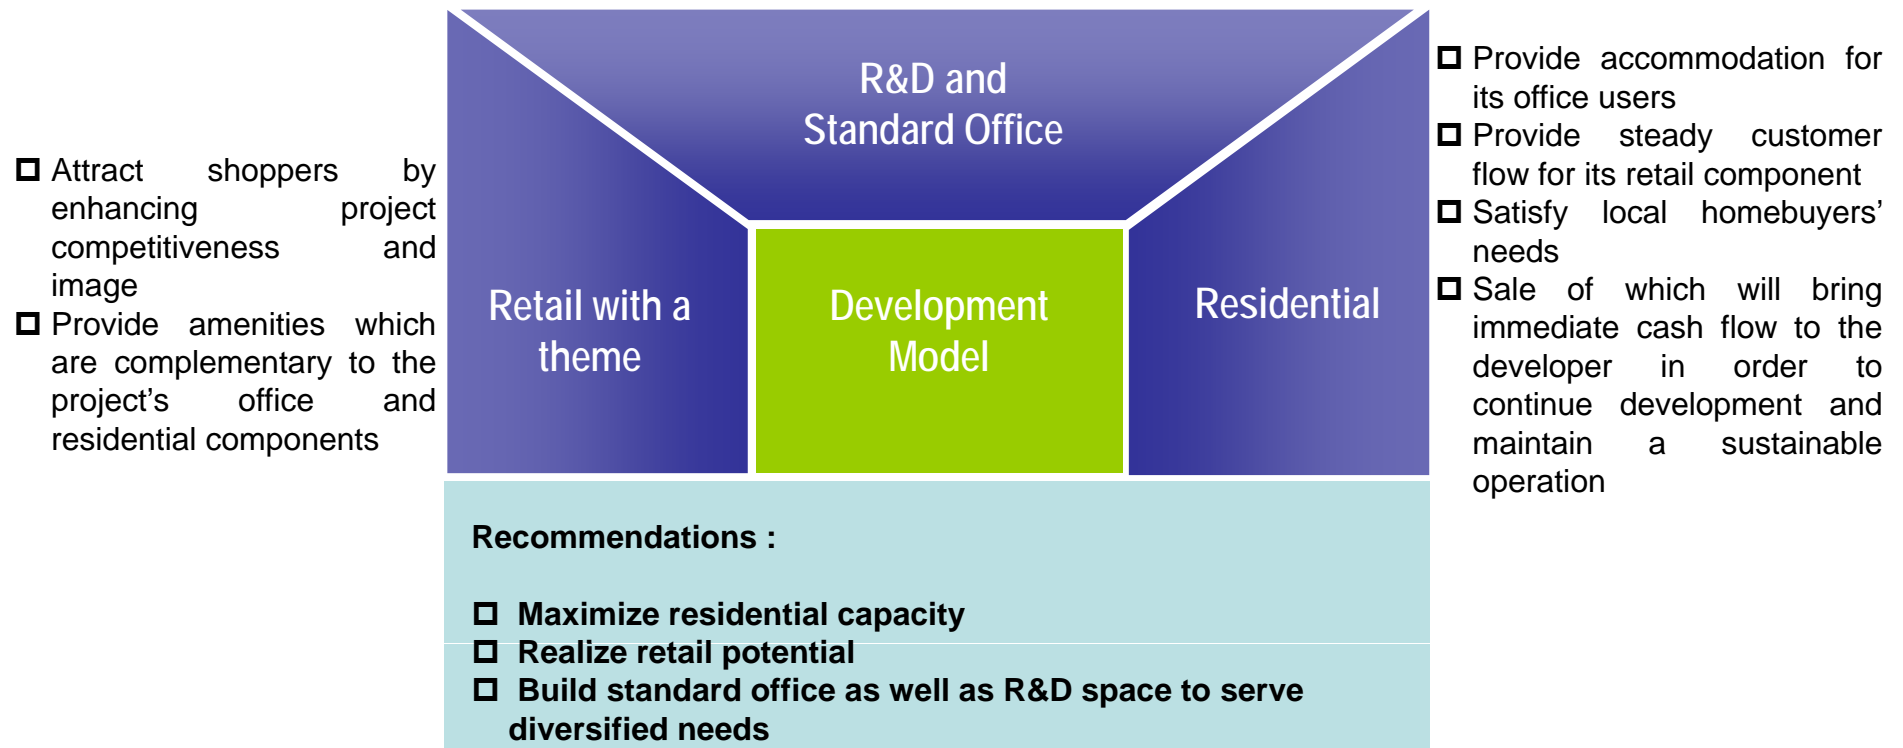 R&D and
Standard Office
❑ Attract shoppers by
enhancing project
competitiveness and
image
❑ Provide amenities which
are complementary to the
project's office and
residential components
Retail with a
theme
Development
Model
Residential
❑ Provide accommodation for
its office users
❑ Provide steady customer
flow for its retail component
❑ Satisfy local homebuyers'
needs
❑ Sale of which will bring
immediate cash flow to the
developer in order to
continue development and
maintain a sustainable
operation
Recommendations :
❑ Maximize residential capacity
❑ Realize retail potential
❑ Build standard office as well as R&D space to serve
diversified needs